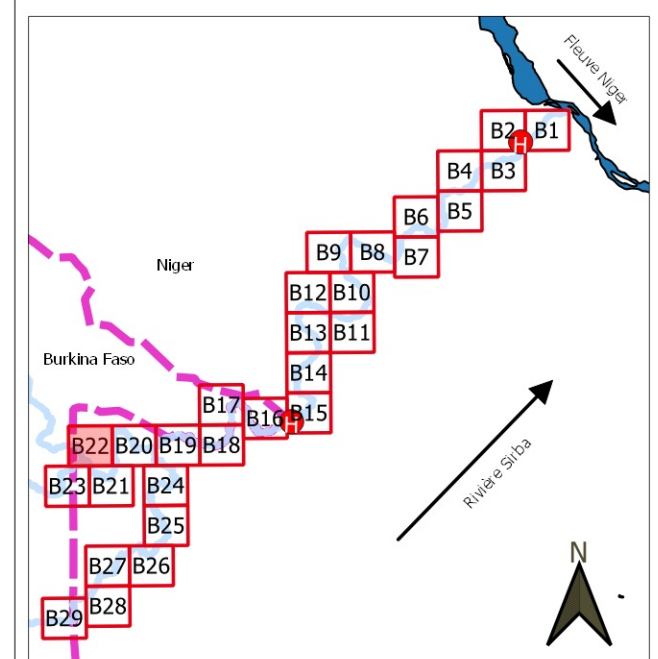 Fleuve Niger
B2 B1
H
B4 B3
B6 B5
B9 B8 B7
Niger
B12 B10
B13 B11
Burkina Faso
B14
B17 B16 B15
H
B22 B20 B19 B18
Rivière Sirba
B23 B21 B24
B25
N
B27 B26
B28
B29